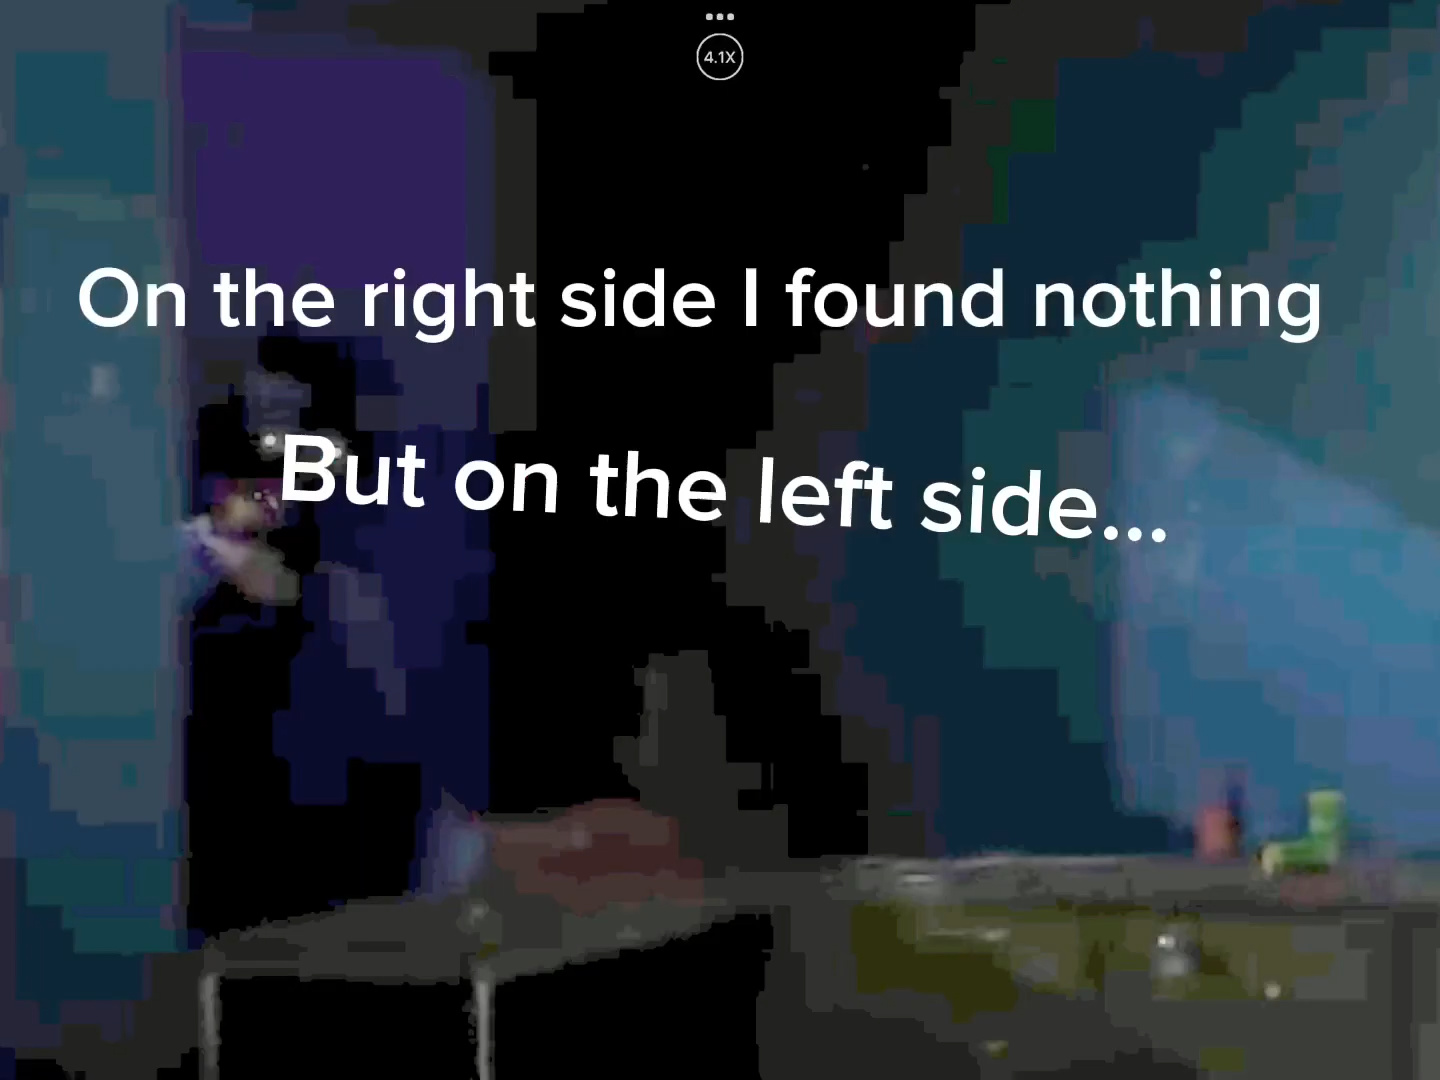 4.1X
On the right side I found nothing
But on the left side...